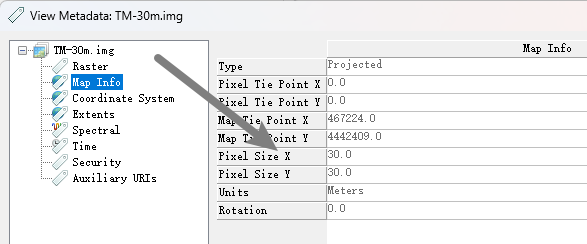 View Metadata: TM-30m.img
TM-30m.img
Raster
Map Info
Coordinate System
Extents
Spectral
Time
Security
Auxiliary URIs
Map Info
Type Projected
Pixel Tie Point X 0.0
Pixel Tie Point Y 0.0
Map Tie Point X 467224.0
Map Tie Point Y 4442409.0
Pixel Size X 30.0
Pixel Size Y 30.0
Units Meters
Rotation 0.0